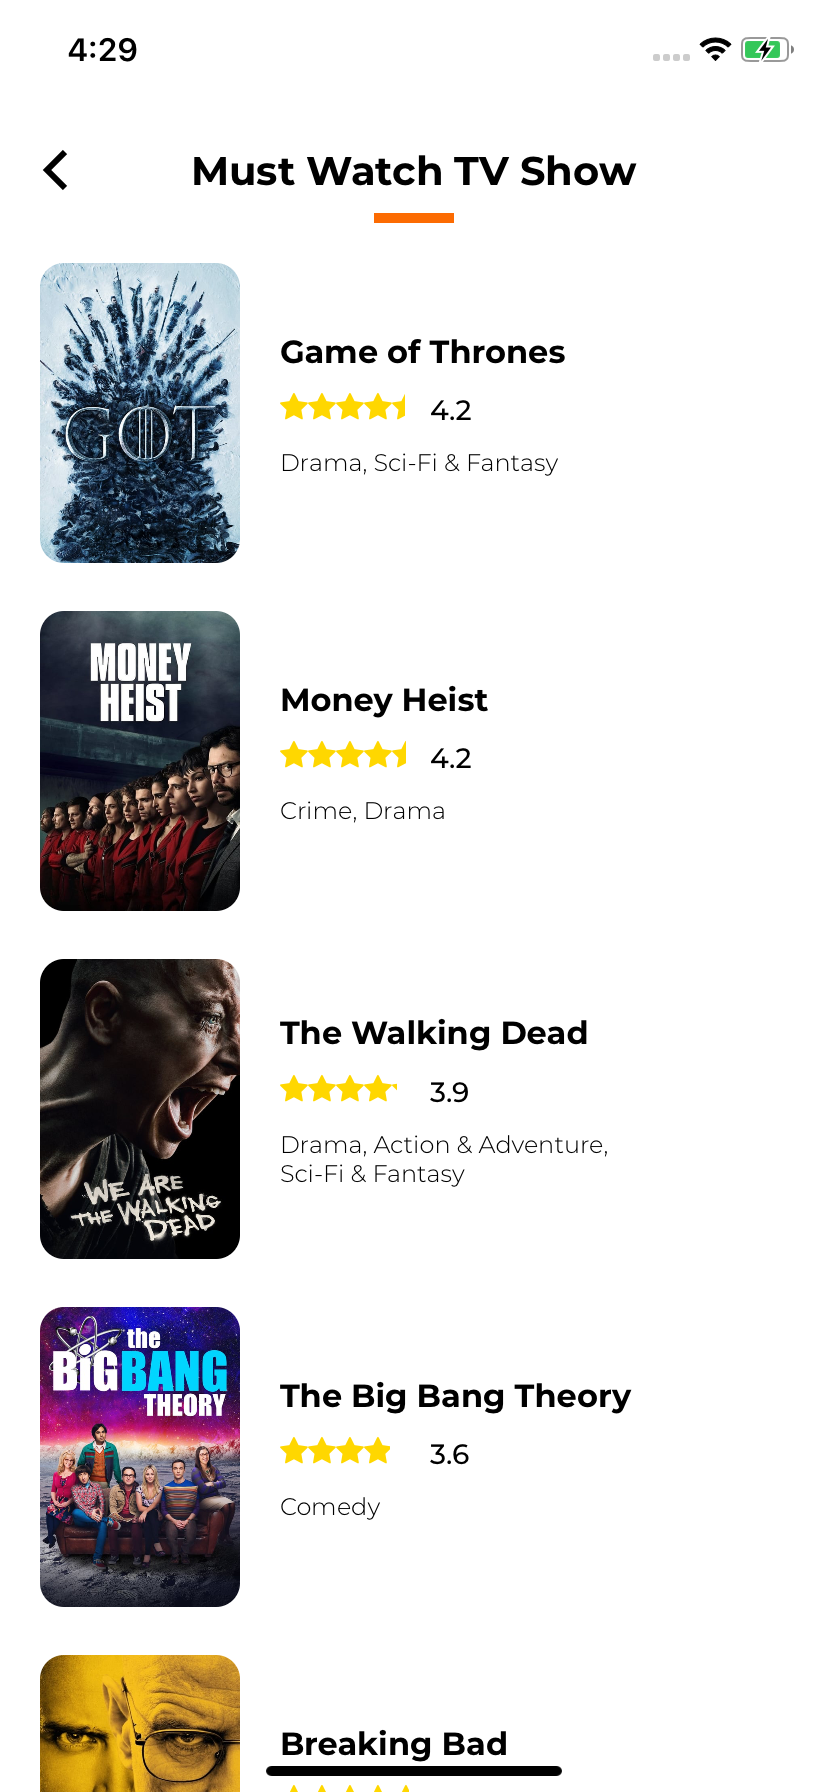 4:29
Must Watch TV Show
GOT
Game of Thrones
4.2
Drama, Sci-Fi & Fantasy
MONEY
HEIST
Money Heist
4.2
Crime, Drama
WE ARE
THE WALKING
DEAD
The Walking Dead
3.9
Drama, Action & Adventure,
Sci-Fi & Fantasy
the
BIGBANG
THEORY
The Big Bang Theory
3.6
Comedy
Breaking Bad